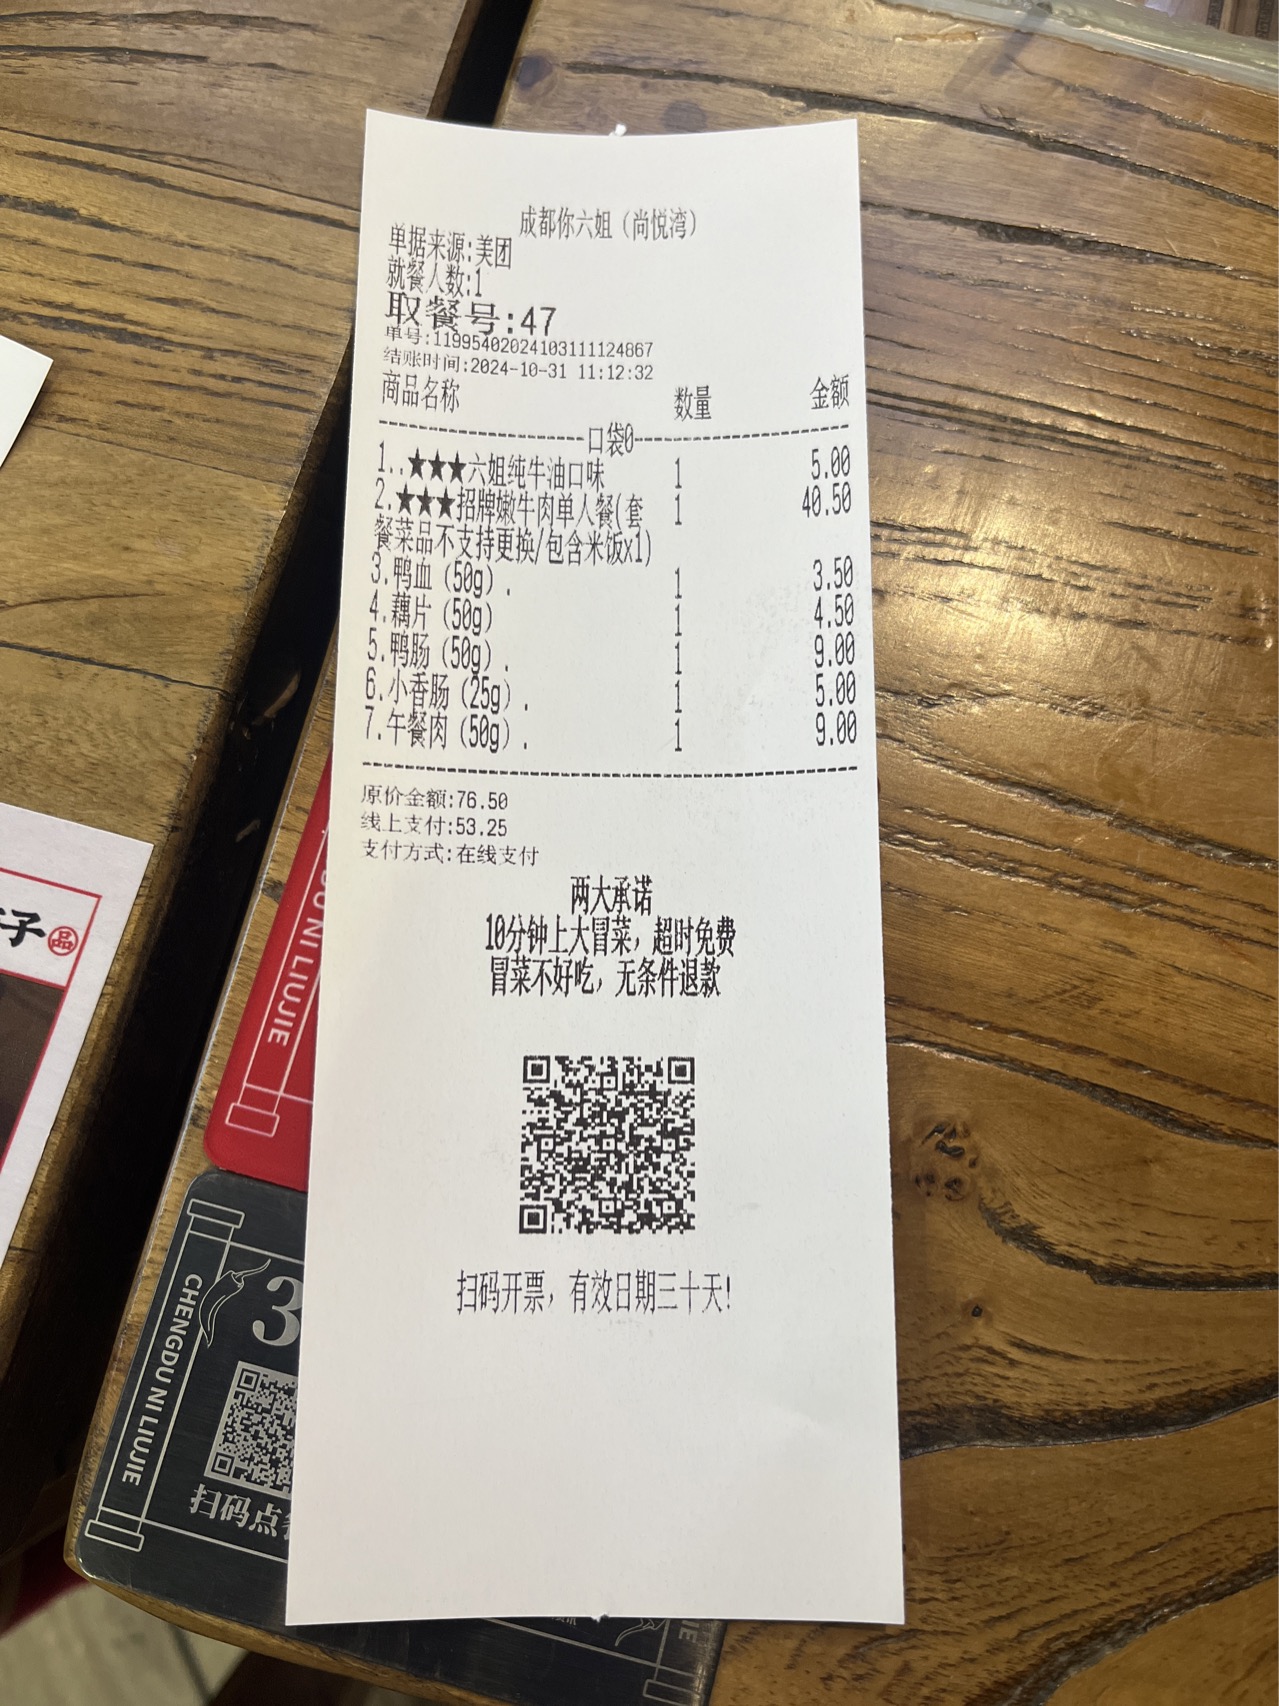 成都你六姐（尚悦湾）
单据来源:美团
就餐人数:1
取餐号:47
单号:11995402024103111124867
结账时间:2024-10-31 11:12:32
商品名称 数量 金额
口袋0
1..★★★六姐纯牛油口味 1 5.00
2.★★★招牌嫩牛肉单人餐(套 1 40.50
餐菜品不支持更换/包含米饭x1)
3.鸭血（50g）. 1 3.50
4.藕片（50g） 1 4.50
5.鸭肠（50g）. 1 9.00
6.小香肠（25g）. 1 5.00
7.午餐肉（50g）. 1 9.00
原价金额:76.50
线上支付:53.25
支付方式:在线支付
两大承诺
10分钟上大冒菜，超时免费
冒菜不好吃，无条件退款
扫码开票，有效日期三十天!
子
品
NI LIUJIE
CHENGDU NI LIUJIE
3
扫码点